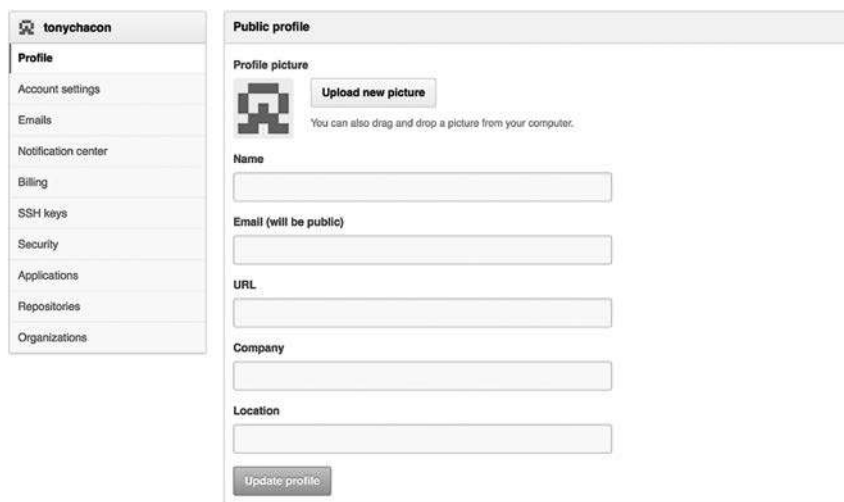 tonychacon
Profile
Account settings
Emails
Notification center
Billing
SSH keys
Security
Applications
Repositories
Organizations
Public profile
Profile picture
Upload new picture
You can also drag and drop a picture from your computer.
Name
Email (will be public)
URL
Company
Location
Update profile